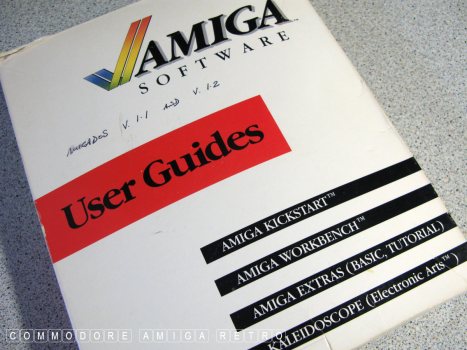 AMIGA™
SOFTWARE
AMIGADOS V. 1.1 AND V. 1.2
User Guides
AMIGA KICKSTART™
AMIGA WORKBENCH™
AMIGA EXTRAS (BASIC, TUTORIAL)
KALEIDOSCOPE (Electronic Arts™)
COMMODORE AMIGA RETRO